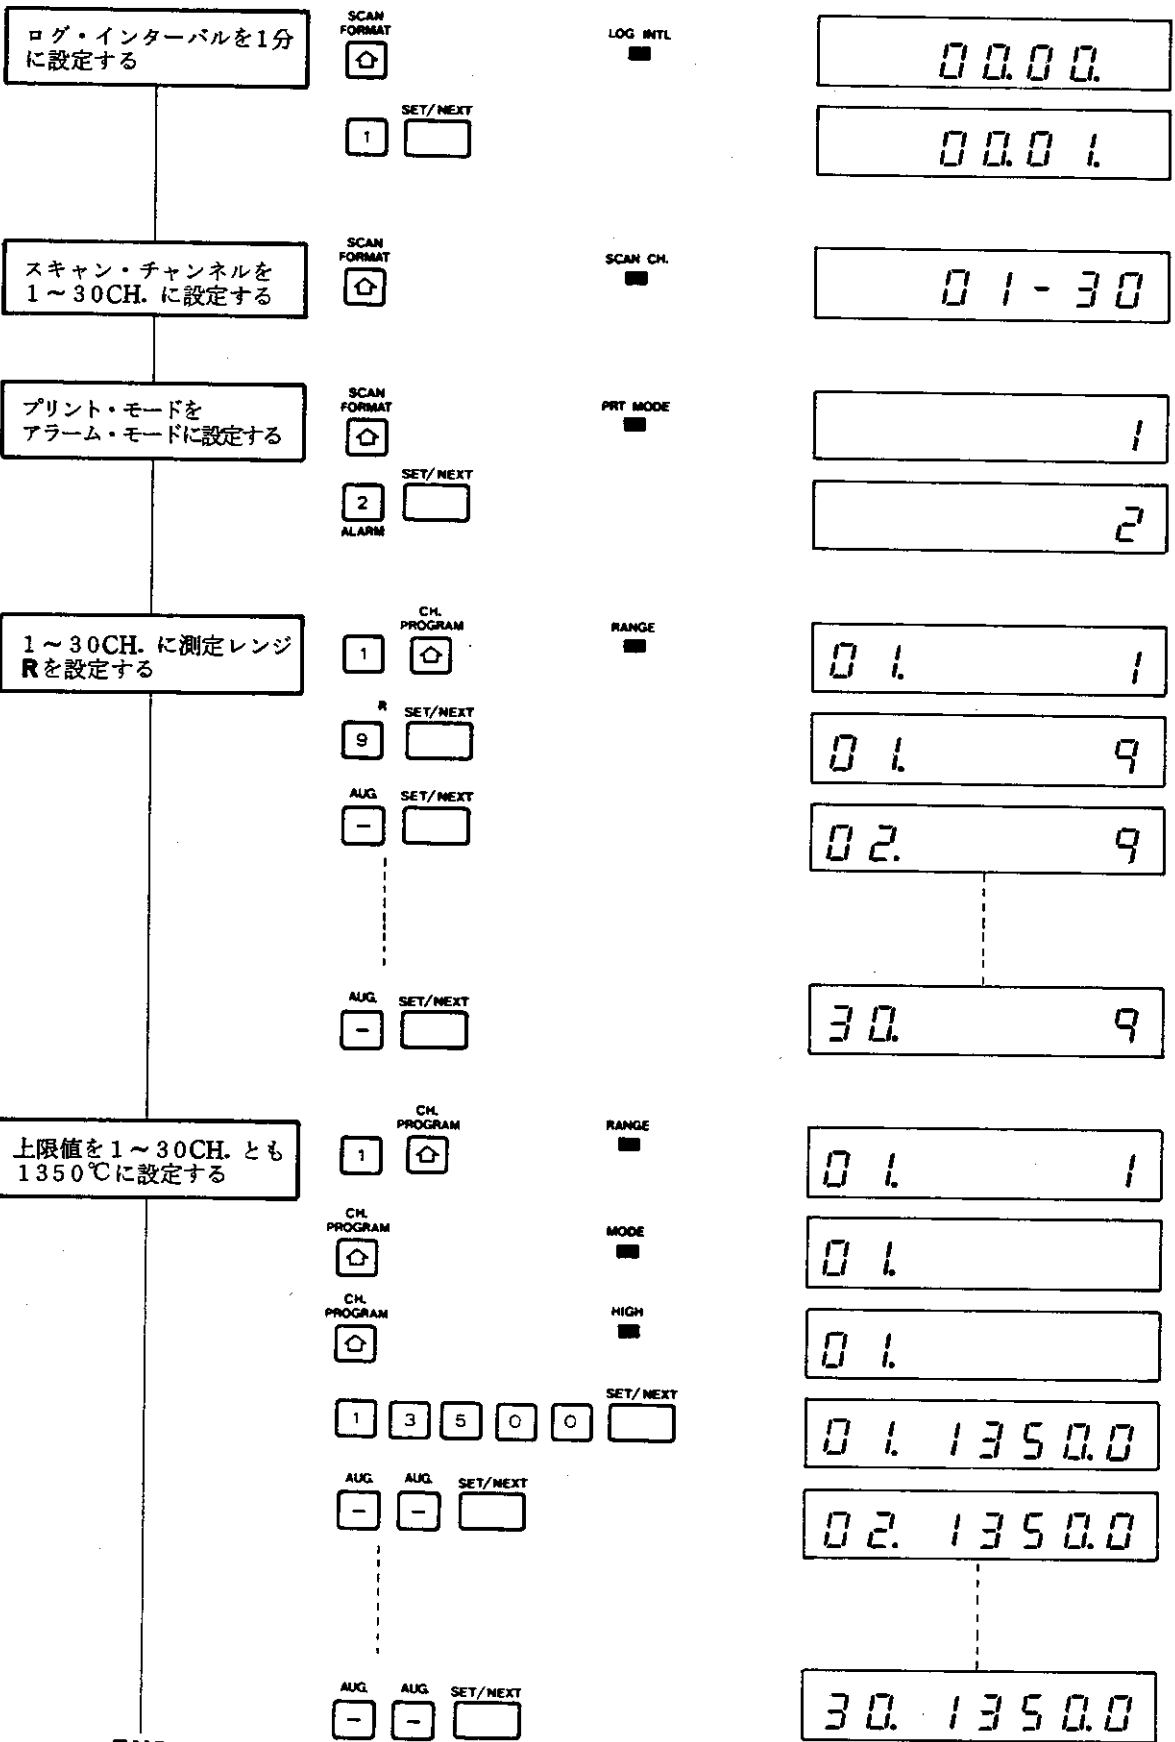 ログ・インターバルを1分
に設定する
SCAN
FORMAT
LOG INTL
00.00.
SET/NEXT
1
00.01.
スキャン・チャンネルを
1～30CH. に設定する
SCAN
FORMAT
SCAN CH.
01-30
プリント・モードを
アラーム・モードに設定する
SCAN
FORMAT
PRT MODE
1
SET/NEXT
2
ALARM
2
1～30CH. に測定レンジ
Rを設定する
CH.
PROGRAM
1
RANGE
01. 1
R SET/NEXT
9
01. 9
AUG. SET/NEXT
-
02. 9
AUG. SET/NEXT
-
30. 9
上限値を1～30CH. とも
1350℃に設定する
CH.
PROGRAM
1
RANGE
01. 1
CH.
PROGRAM
MODE
01.
CH.
PROGRAM
HIGH
01.
SET/NEXT
1 3 5 0 0
01. 1350.0
AUG. AUG. SET/NEXT
- -
02. 1350.0
AUG. AUG. SET/NEXT
- -
30. 1350.0